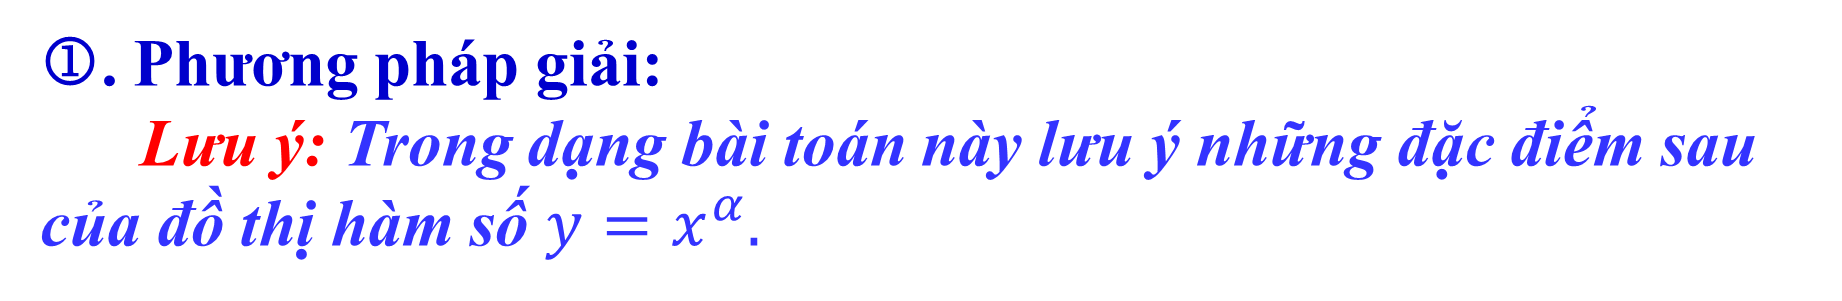 ①. Phương pháp giải:
Lưu ý: Trong dạng bài toán này lưu ý những đặc điểm sau
của đồ thị hàm số y = x^α.